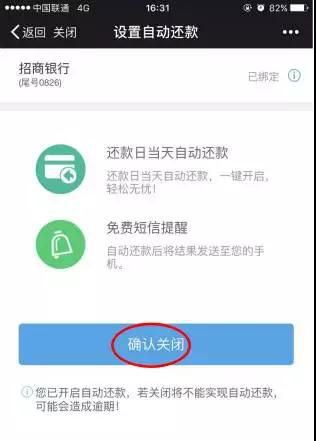 中国联通 4G 16:31 82%
返回 关闭 设置自动还款
招商银行 已绑定
(尾号0826)
还款日当天自动还款
还款日当天自动还款，一键开启，
轻松无忧！
免费短信提醒
自动还款后将结果发送至您的手
机。
确认关闭
您已开启自动还款，若关闭将不能实现自动还款，
可能会造成逾期！